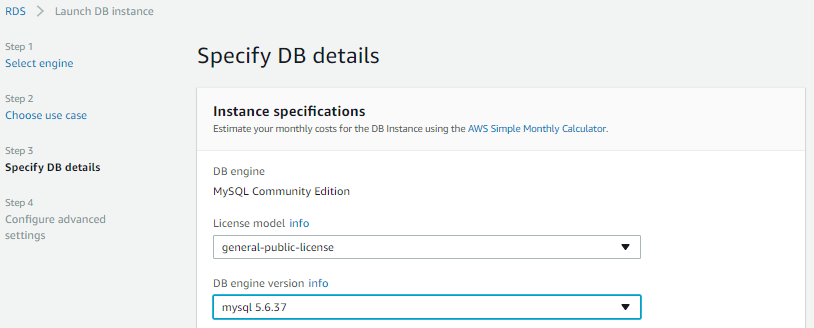 RDS > Launch DB instance
Step 1
Select engine
Step 2
Choose use case
Step 3
Specify DB details
Step 4
Configure advanced
settings
Specify DB details
Instance specifications
Estimate your monthly costs for the DB Instance using the AWS Simple Monthly Calculator.
DB engine
MySQL Community Edition
License model info
general-public-license
DB engine version info
mysql 5.6.37